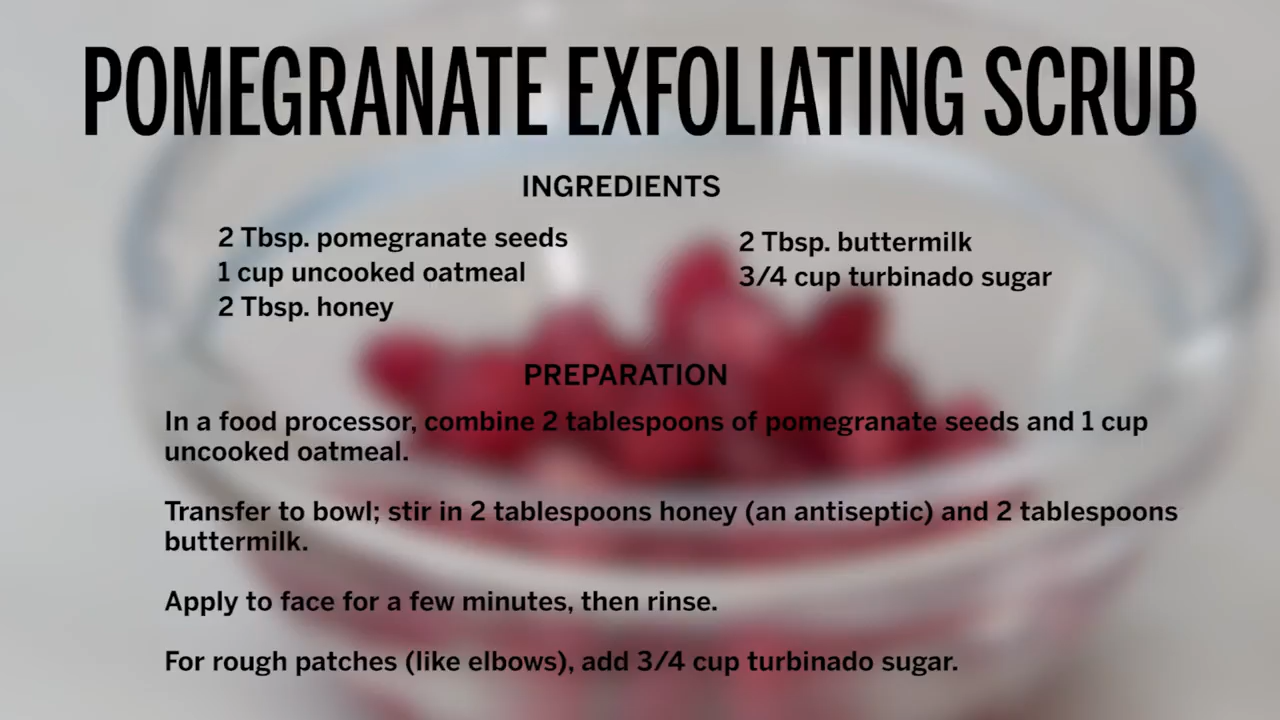 POMEGRANATE EXFOLIATING SCRUB
INGREDIENTS
2 Tbsp. pomegranate seeds
1 cup uncooked oatmeal
2 Tbsp. honey
2 Tbsp. buttermilk
3/4 cup turbinado sugar
PREPARATION
In a food processor, combine 2 tablespoons of pomegranate seeds and 1 cup
uncooked oatmeal.
Transfer to bowl; stir in 2 tablespoons honey (an antiseptic) and 2 tablespoons
buttermilk.
Apply to face for a few minutes, then rinse.
For rough patches (like elbows), add 3/4 cup turbinado sugar.